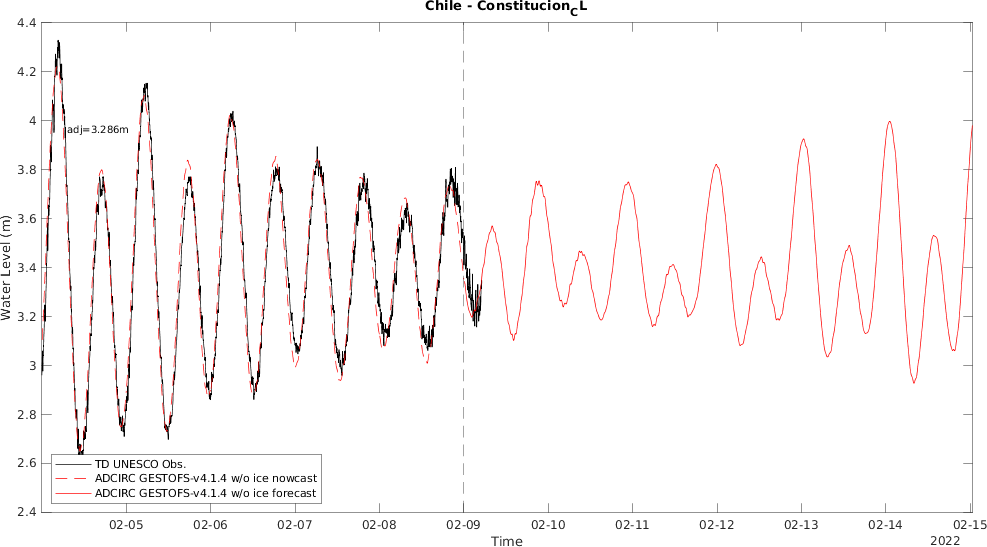 Chile - Constitucion_CL
4.4
4.2
4
3.8
3.6
3.4
3.2
3
2.8
2.6
2.4
Water Level (m)
adj=3.286m
TD UNESCO Obs.
ADCIRC GESTOFS-v4.1.4 w/o ice nowcast
ADCIRC GESTOFS-v4.1.4 w/o ice forecast
02-05 02-06 02-07 02-08 02-09 02-10 02-11 02-12 02-13 02-14 02-15
Time
2022